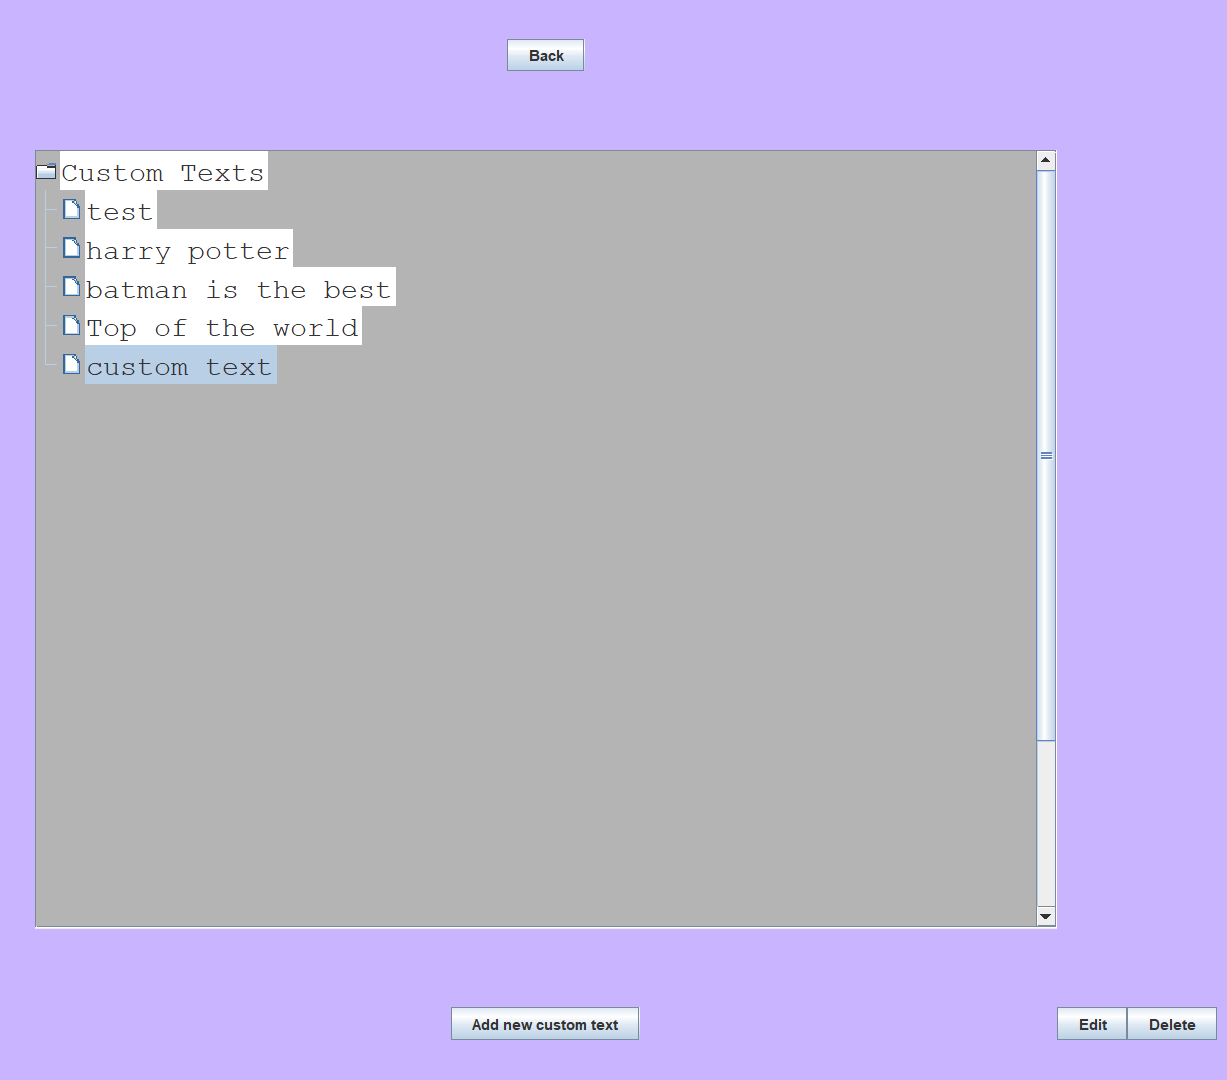 Back
Custom Texts
test
harry potter
batman is the best
Top of the world
custom text
Add new custom text
Edit
Delete